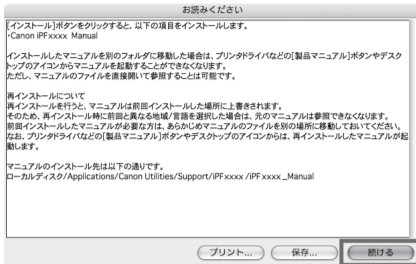 お読みください
[インストール]ボタンをクリックすると、以下の項目をインストールします。
・Canon iPFxxxx Manual
インストールしたマニュアルを別のフォルダに移動した場合は、プリンタドライバなどの[製品マニュアル]ボタンやデスク
トップのアイコンからマニュアルを起動することができなくなります。
ただし、マニュアルのファイルを直接開いて参照することは可能です。
再インストールについて
再インストールを行うと、マニュアルは前回インストールした場所に上書きされます。
そのため、再インストール時に前回と異なる地域/言語を選択した場合は、元のマニュアルは参照できなくなります。
前回インストールしたマニュアルが必要な方は、あらかじめマニュアルのファイルを別の場所に移動しておいてください。
なお、プリンタドライバなどの[製品マニュアル]ボタンやデスクトップのアイコンからは、再インストールしたマニュアルが起
動します。
マニュアルのインストール先は以下の通りです。
ローカルディスク/Applications/Canon Utilities/Support/iPFxxxx /iPFxxxx _Manual
プリント...
保存...
続ける